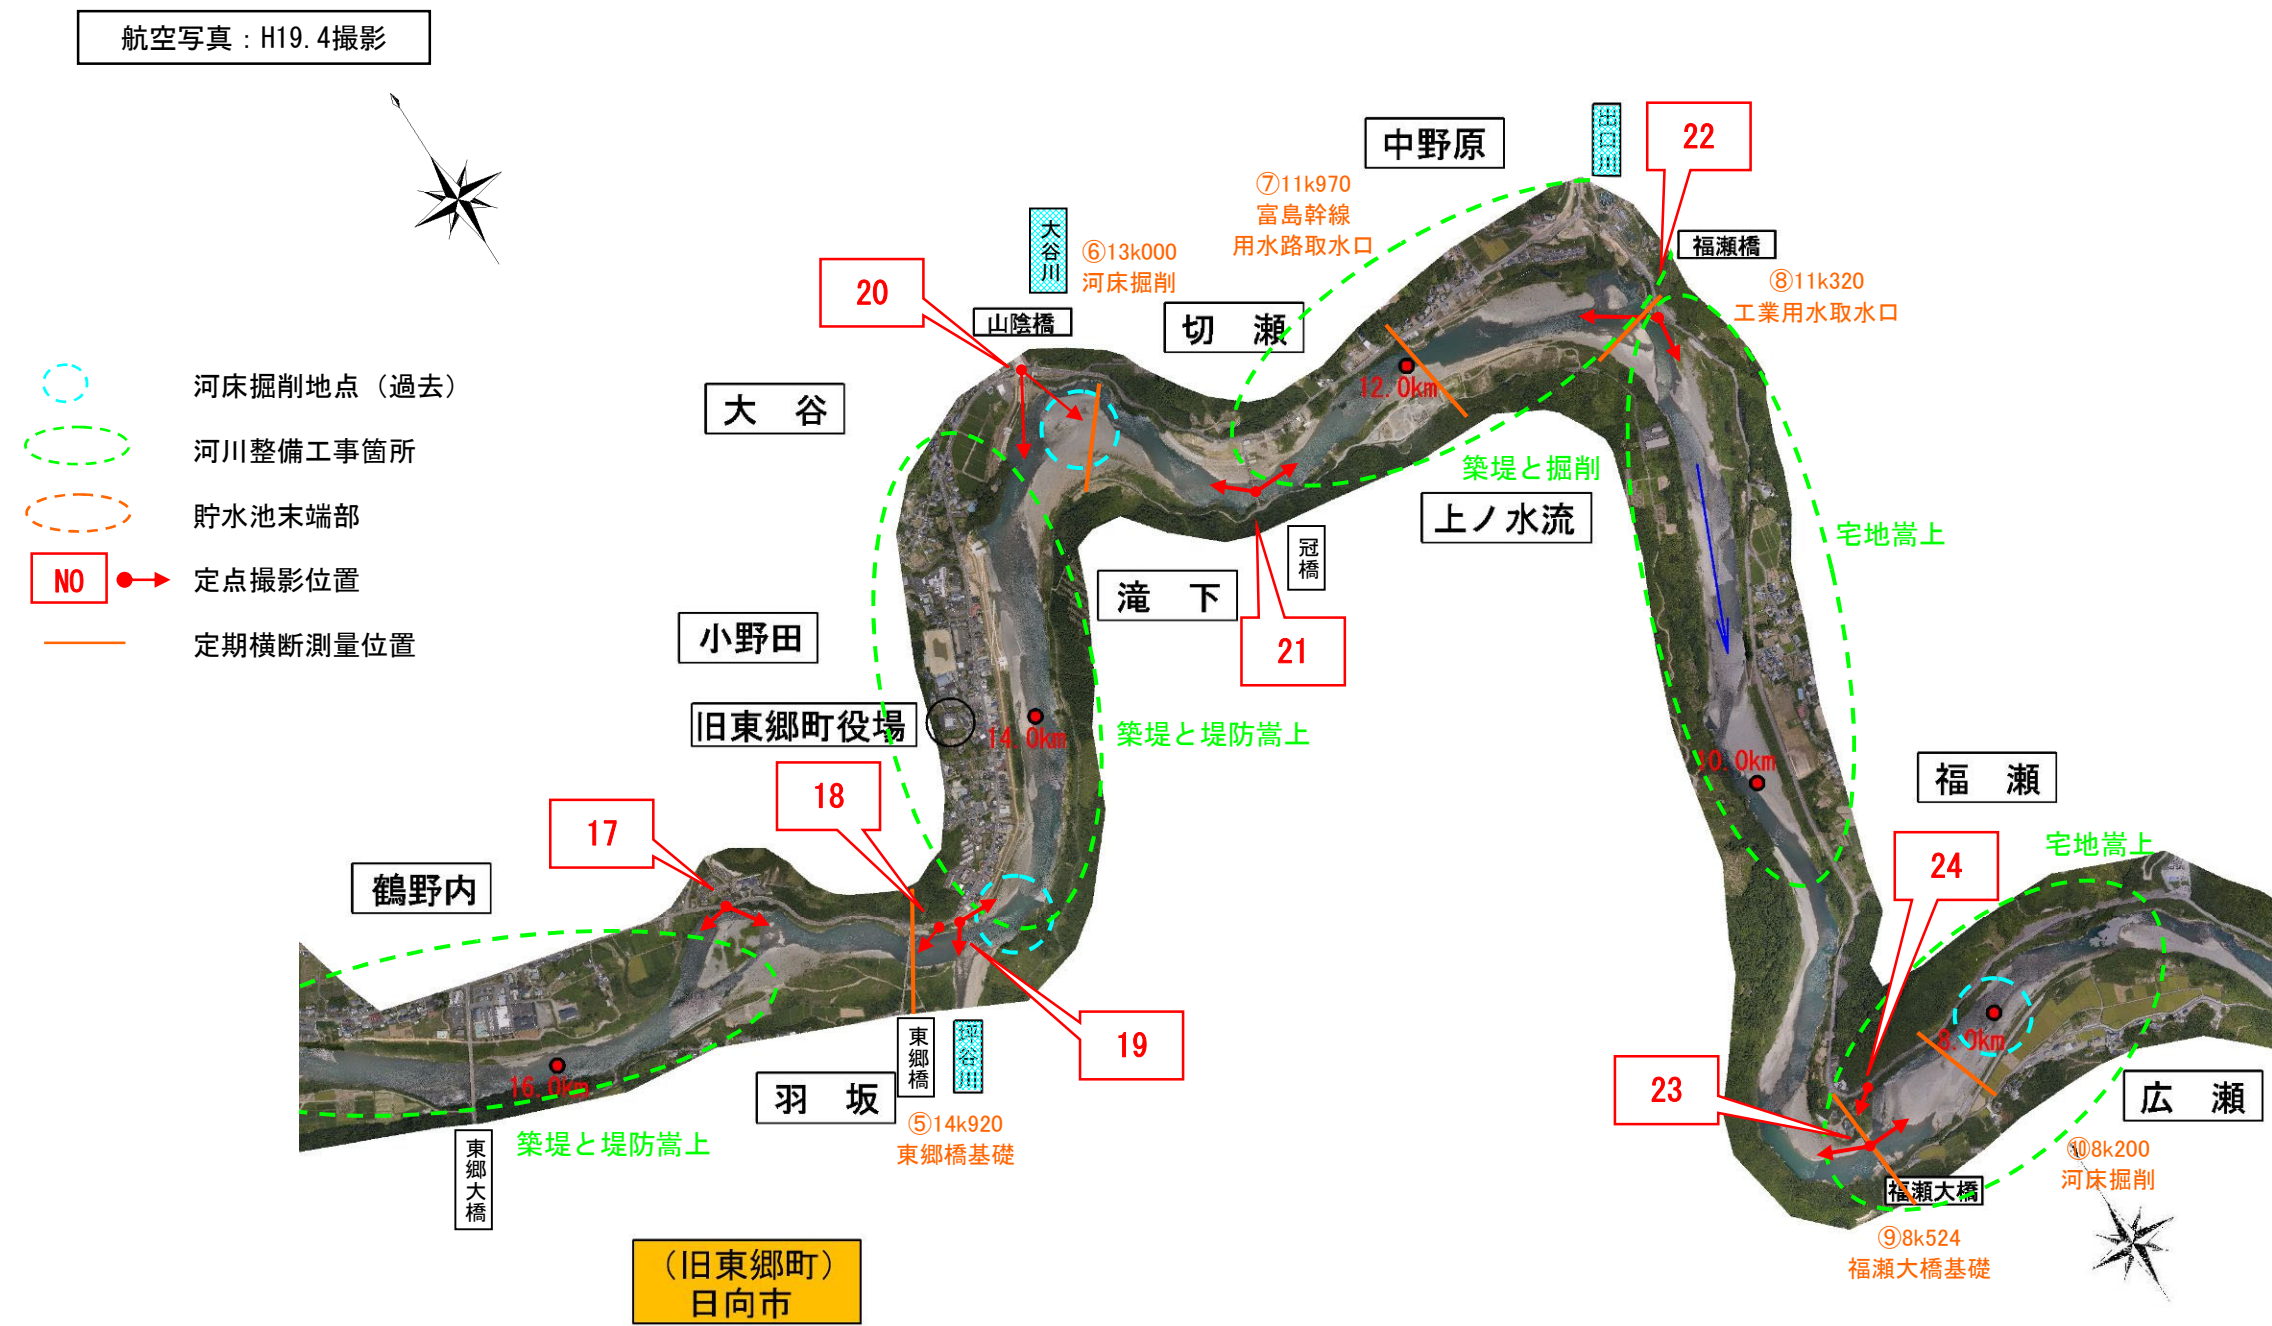 航空写真：H19.4撮影
河床掘削地点（過去）
河川整備工事箇所
貯水池末端部
NO
定点撮影位置
定期横断測量位置
中野原
出口川
22
⑦11k970
富島幹線
用水路取水口
福瀬橋
⑧11k320
工業用水取水口
大谷川
⑥13k000
河床掘削
20
山陰橋
切　瀬
大　谷
12.0km
築堤と掘削
上ノ水流
冠橋
宅地嵩上
滝　下
小野田
21
旧東郷町役場
14.0km
築堤と堤防嵩上
10.0km
福　瀬
18
17
宅地嵩上
24
鶴野内
19
東郷橋
坪谷川
8.0km
16.0km
羽　坂
23
広　瀬
⑤14k920
東郷橋基礎
築堤と堤防嵩上
東郷大橋
⑩8k200
河床掘削
福瀬大橋
⑨8k524
福瀬大橋基礎
（旧東郷町）
日向市